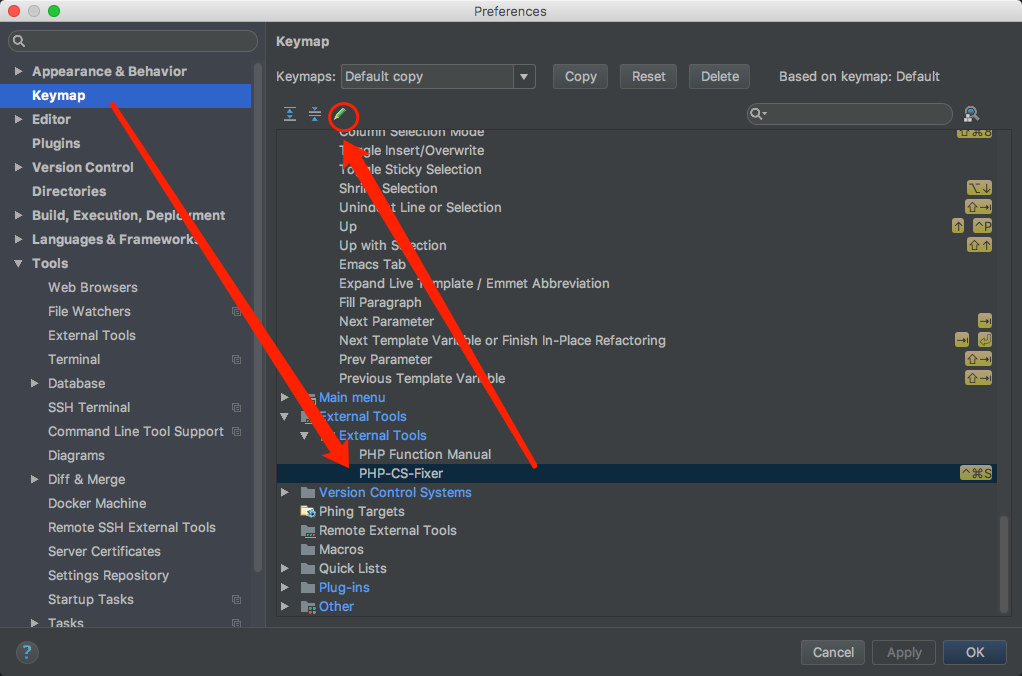 Preferences
Appearance & Behavior
Keymap
Editor
Plugins
Version Control
Directories
Build, Execution, Deployment
Languages & Frameworks
Tools
Web Browsers
File Watchers
External Tools
Terminal
Database
SSH Terminal
Command Line Tool Support
Diagrams
Diff & Merge
Docker Machine
Remote SSH External Tools
Server Certificates
Settings Repository
Startup Tasks
Tasks
?
Keymap
Keymaps: Default copy Copy Reset Delete Based on keymap: Default
Column Selection Mode ⇧⌘8
Toggle Insert/Overwrite
Toggle Sticky Selection
Shrink Selection ⌥↓
Unindent Line or Selection ⇧⇥
Up ↑ ^P
Up with Selection ⇧↑
Emacs Tab
Expand Live Template / Emmet Abbreviation
Fill Paragraph
Next Parameter ⇥
Next Template Variable or Finish In-Place Refactoring ⇥ ⏎
Prev Parameter ⇧⇥
Previous Template Variable ⇧⇥
Main menu
External Tools
External Tools
PHP Function Manual
PHP-CS-Fixer ^⌘S
Version Control Systems
Phing Targets
Remote External Tools
Macros
Quick Lists
Plug-ins
Other
Cancel Apply OK